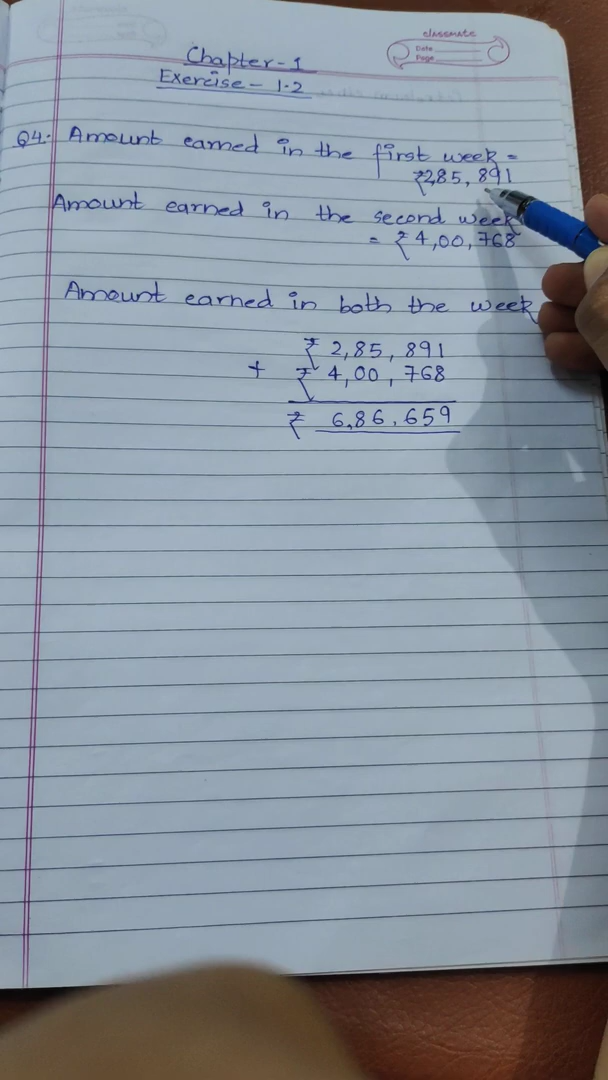 classmate
Date
Page
Chapter-1
Exercise - 1.2
Q4. Amount earned in the first week =
₹285,891
Amount earned in the second week
= ₹4,00,768
Amount earned in both the week
₹ 2,85,891
+ ₹ 4,00,768
₹ 6,86,659